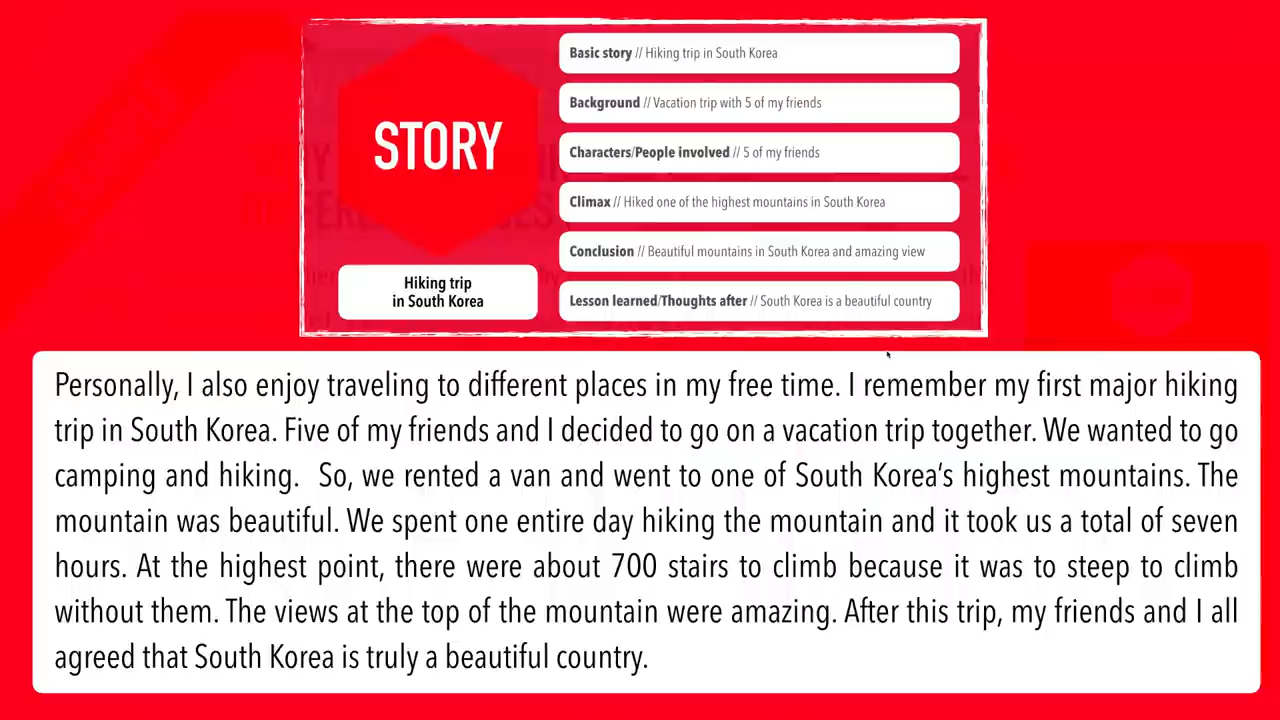 STORY
Hiking trip
in South Korea
Basic story // Hiking trip in South Korea
Background // Vacation trip with 5 of my friends
Characters/People involved // 5 of my friends
Climax // Hiked one of the highest mountains in South Korea
Conclusion // Beautiful mountains in South Korea and amazing view
Lesson learned/Thoughts after // South Korea is a beautiful country
Personally, I also enjoy traveling to different places in my free time. I remember my first major hiking
trip in South Korea. Five of my friends and I decided to go on a vacation trip together. We wanted to go
camping and hiking.  So, we rented a van and went to one of South Korea's highest mountains. The
mountain was beautiful. We spent one entire day hiking the mountain and it took us a total of seven
hours. At the highest point, there were about 700 stairs to climb because it was to steep to climb
without them. The views at the top of the mountain were amazing. After this trip, my friends and I all
agreed that South Korea is truly a beautiful country.